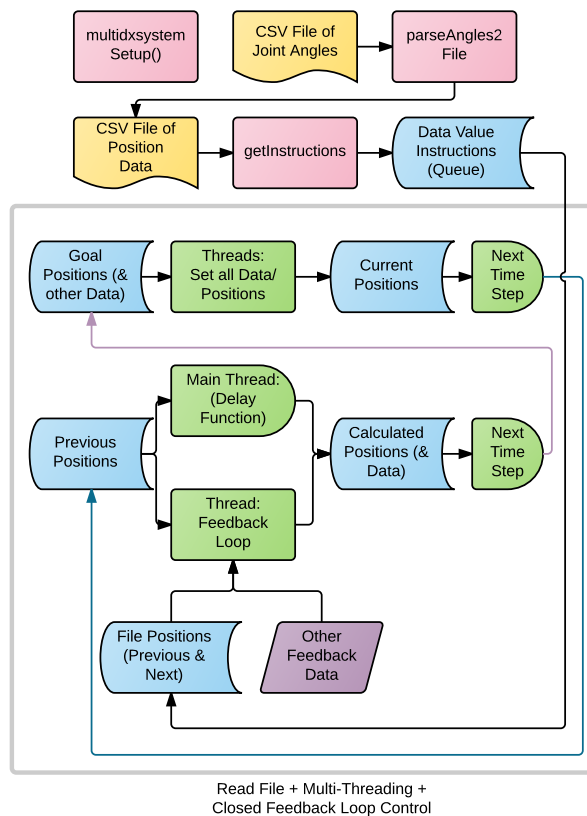 multidxsystem
Setup()
CSV File of
Joint Angles
parseAngles2
File
CSV File of
Position
Data
getInstructions
Data Value
Instructions
(Queue)
Goal
Positions (&
other Data)
Threads:
Set all Data/
Positions
Current
Positions
Next
Time
Step
Main Thread:
(Delay
Function)
Previous
Positions
Calculated
Positions (&
Data)
Next
Time
Step
Thread:
Feedback
Loop
File Positions
(Previous &
Next)
Other
Feedback
Data
Read File + Multi-Threading +
Closed Feedback Loop Control